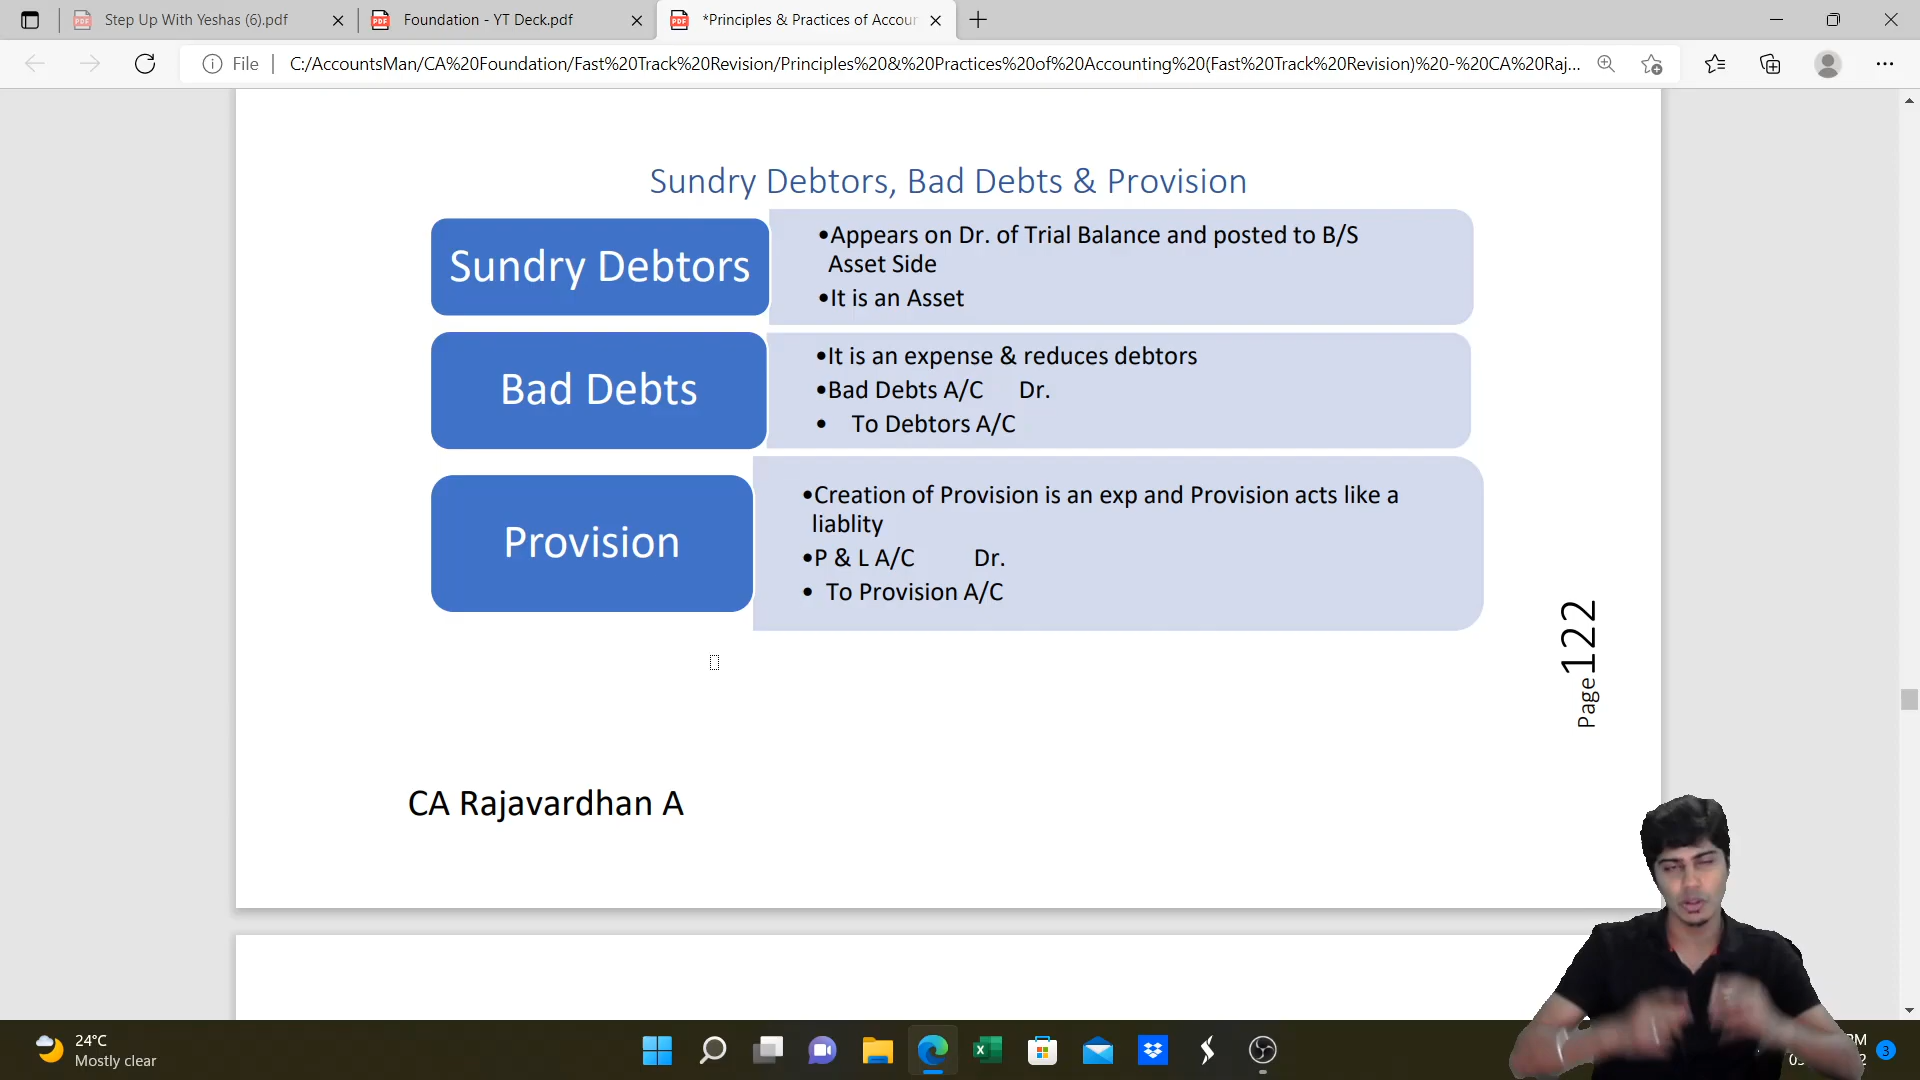 Step Up With Yeshas (6).pdf
Foundation - YT Deck.pdf
*Principles & Practices of Accour
File
C:/AccountsMan/CA%20Foundation/Fast%20Track%20Revision/Principles%20&%20Practices%20of%20Accounting%20(Fast%20Track%20Revision)%20-%20CA%20Raj...
Sundry Debtors, Bad Debts & Provision
Sundry Debtors
•Appears on Dr. of Trial Balance and posted to B/S
Asset Side
•It is an Asset
Bad Debts
•It is an expense & reduces debtors
•Bad Debts A/C Dr.
• To Debtors A/C
Provision
•Creation of Provision is an exp and Provision acts like a
liablity
•P & L A/C Dr.
• To Provision A/C
Page 122
CA Rajavardhan A
24°C
Mostly clear
PM
3